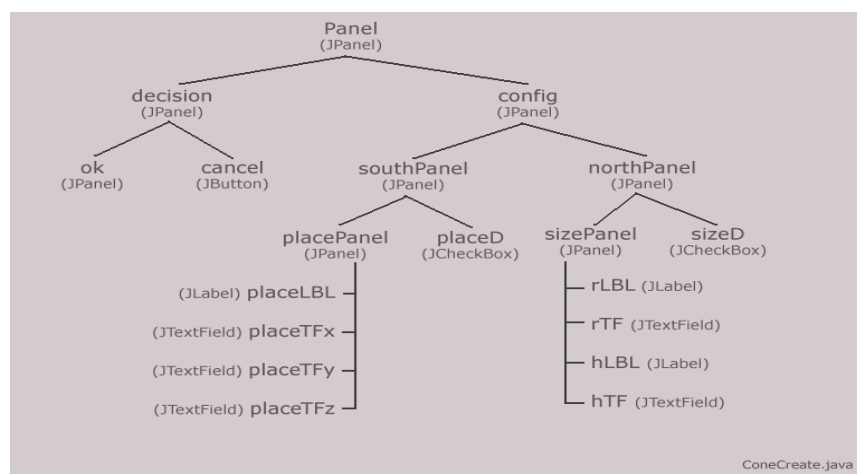 Panel
(JPanel)
decision
(JPanel)
config
(JPanel)
ok
(JPanel)
cancel
(JButton)
southPanel
(JPanel)
northPanel
(JPanel)
placePanel
(JPanel)
placeD
(JCheckBox)
sizePanel
(JPanel)
sizeD
(JCheckBox)
(JLabel) placeLBL
(JTextField) placeTFx
(JTextField) placeTFy
(JTextField) placeTFz
rLBL (JLabel)
rTF (JTextField)
hLBL (JLabel)
hTF (JTextField)
ConeCreate.java